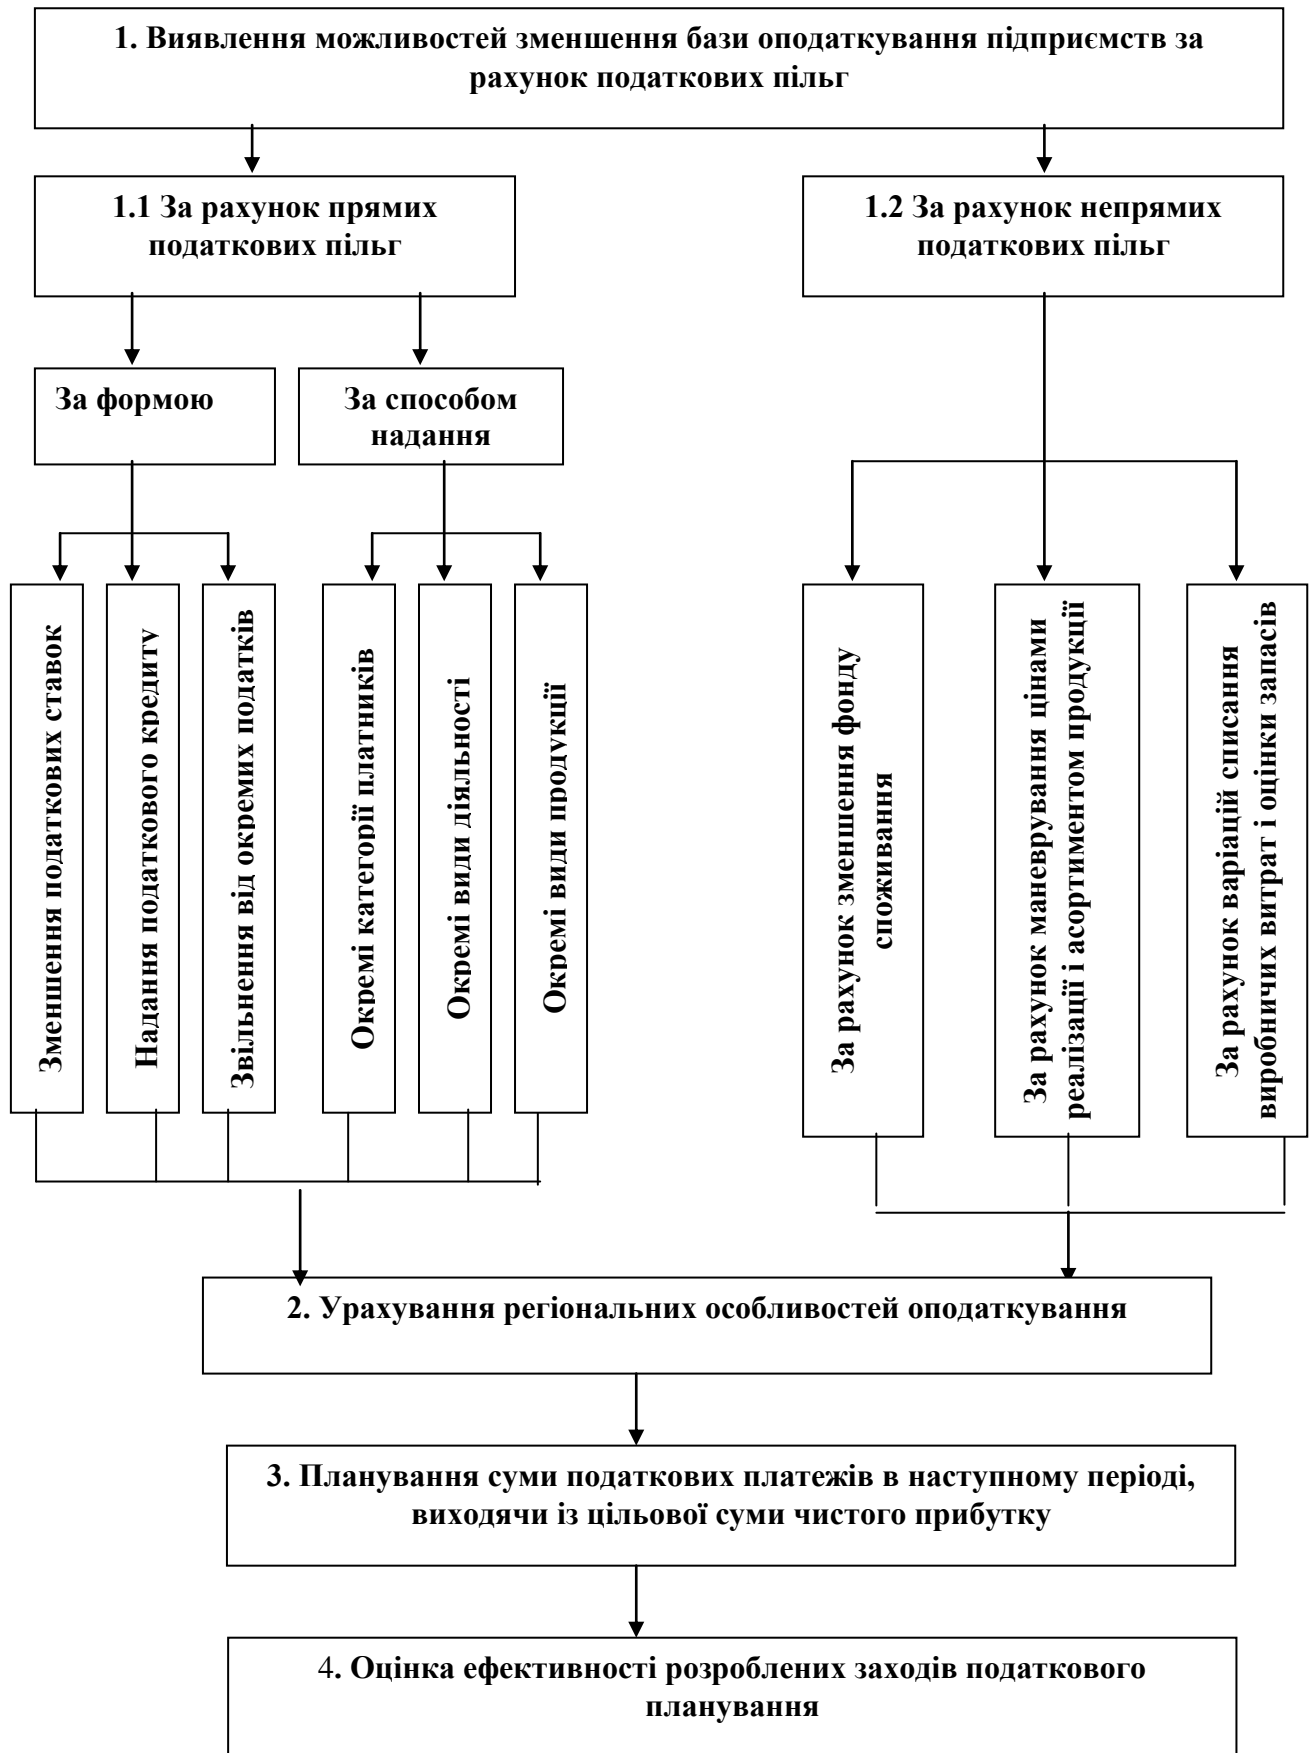 1. Виявлення можливостей зменшення бази оподаткування підприємств за
рахунок податкових пільг
1.1 За рахунок прямих
податкових пільг
1.2 За рахунок непрямих
податкових пільг
За формою
За способом
надання
Зменшення податкових ставок
Надання податкового кредиту
Звільнення від окремих податків
Окремі категорії платників
Окремі види діяльності
Окремі види продукції
За рахунок зменшення фонду
споживання
За рахунок маневрування цінами
реалізації і асортиментом продукції
За рахунок варіацій списання
виробничих витрат і оцінки запасів
2. Урахування регіональних особливостей оподаткування
3. Планування суми податкових платежів в наступному періоді,
виходячи із цільової суми чистого прибутку
4. Оцінка ефективності розроблених заходів податкового
планування